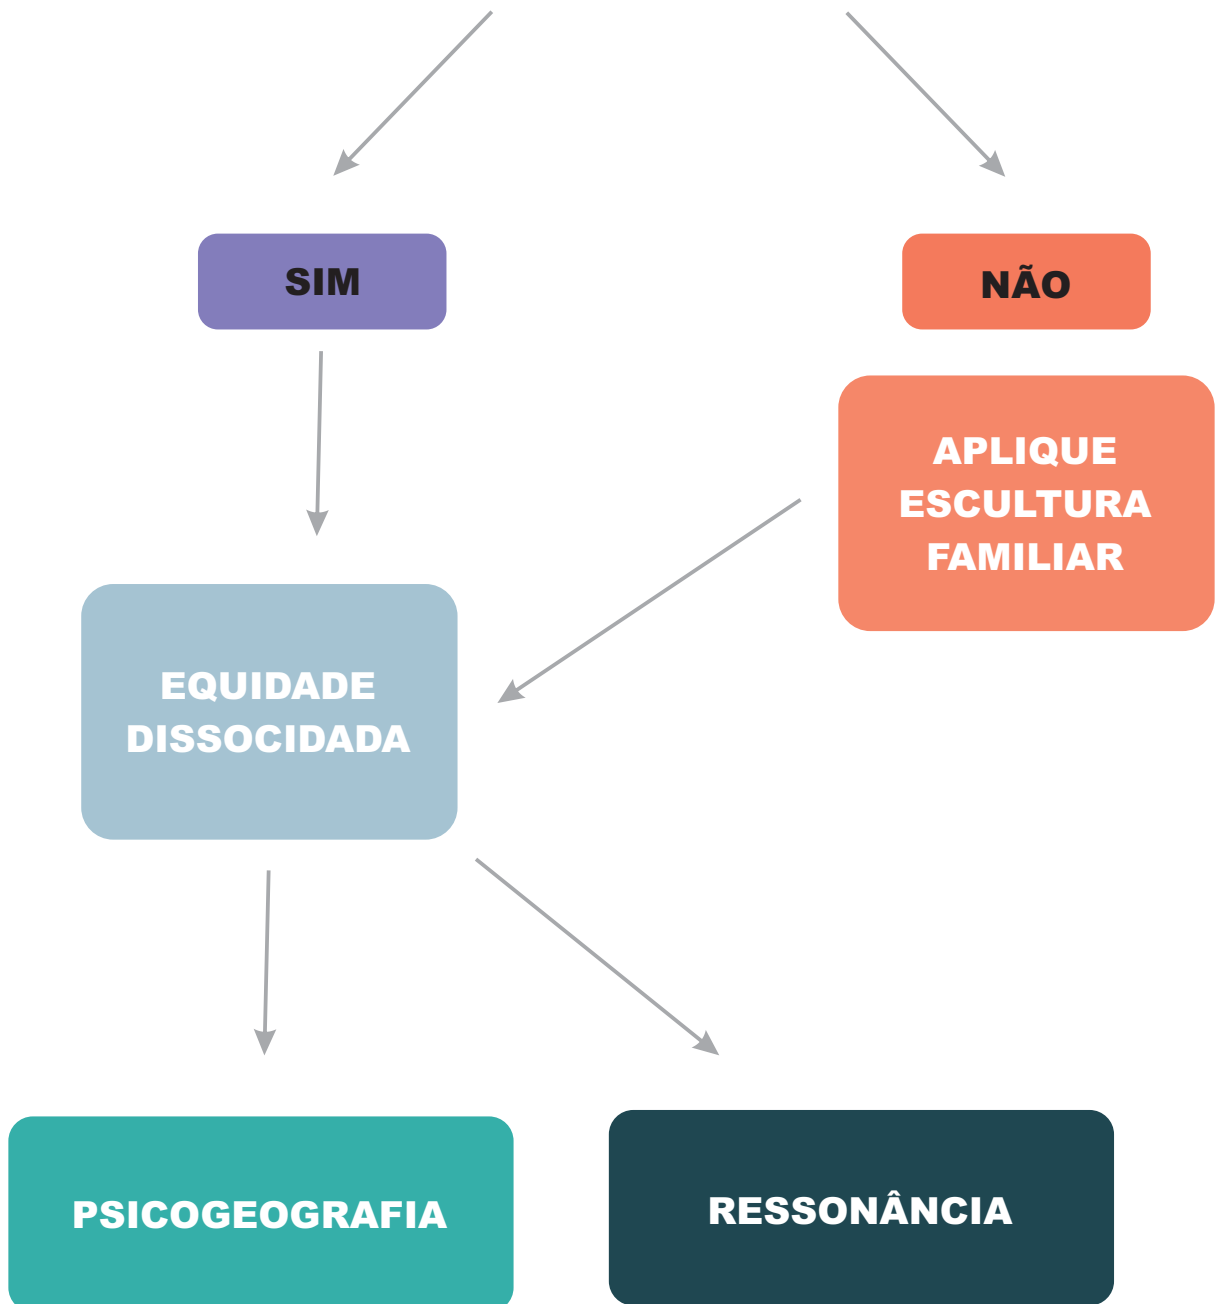 SIM
NÃO
APLIQUE
ESCULTURA
FAMILIAR
EQUIDADE
DISSOCIDADA
PSICOGEOGRAFIA
RESSONÂNCIA